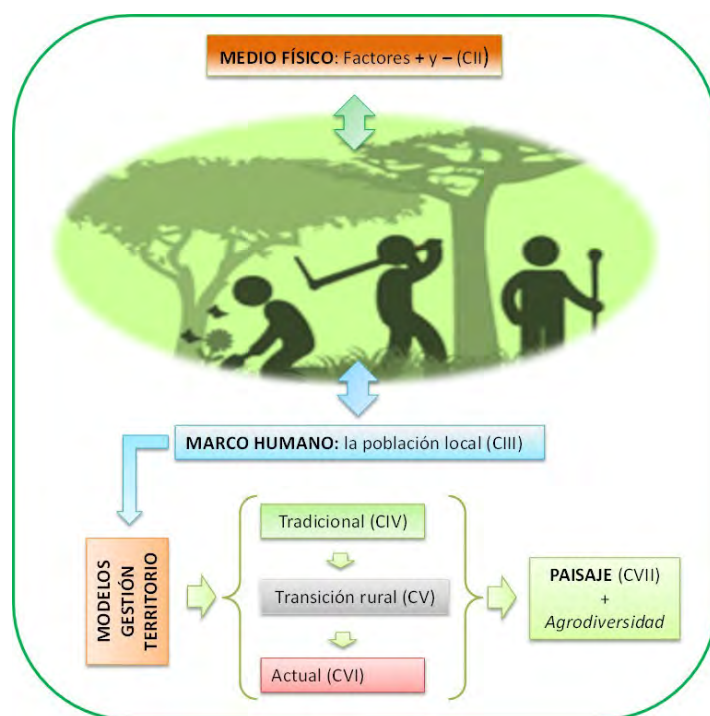 MEDIO FÍSICO: Factores + y – (CII)
MARCO HUMANO: la población local (CIII)
MODELOS
GESTIÓN
TERRITORIO
Tradicional (CIV)
Transición rural (CV)
Actual (CVI)
PAISAJE (CVII)
+
Agrodiversidad